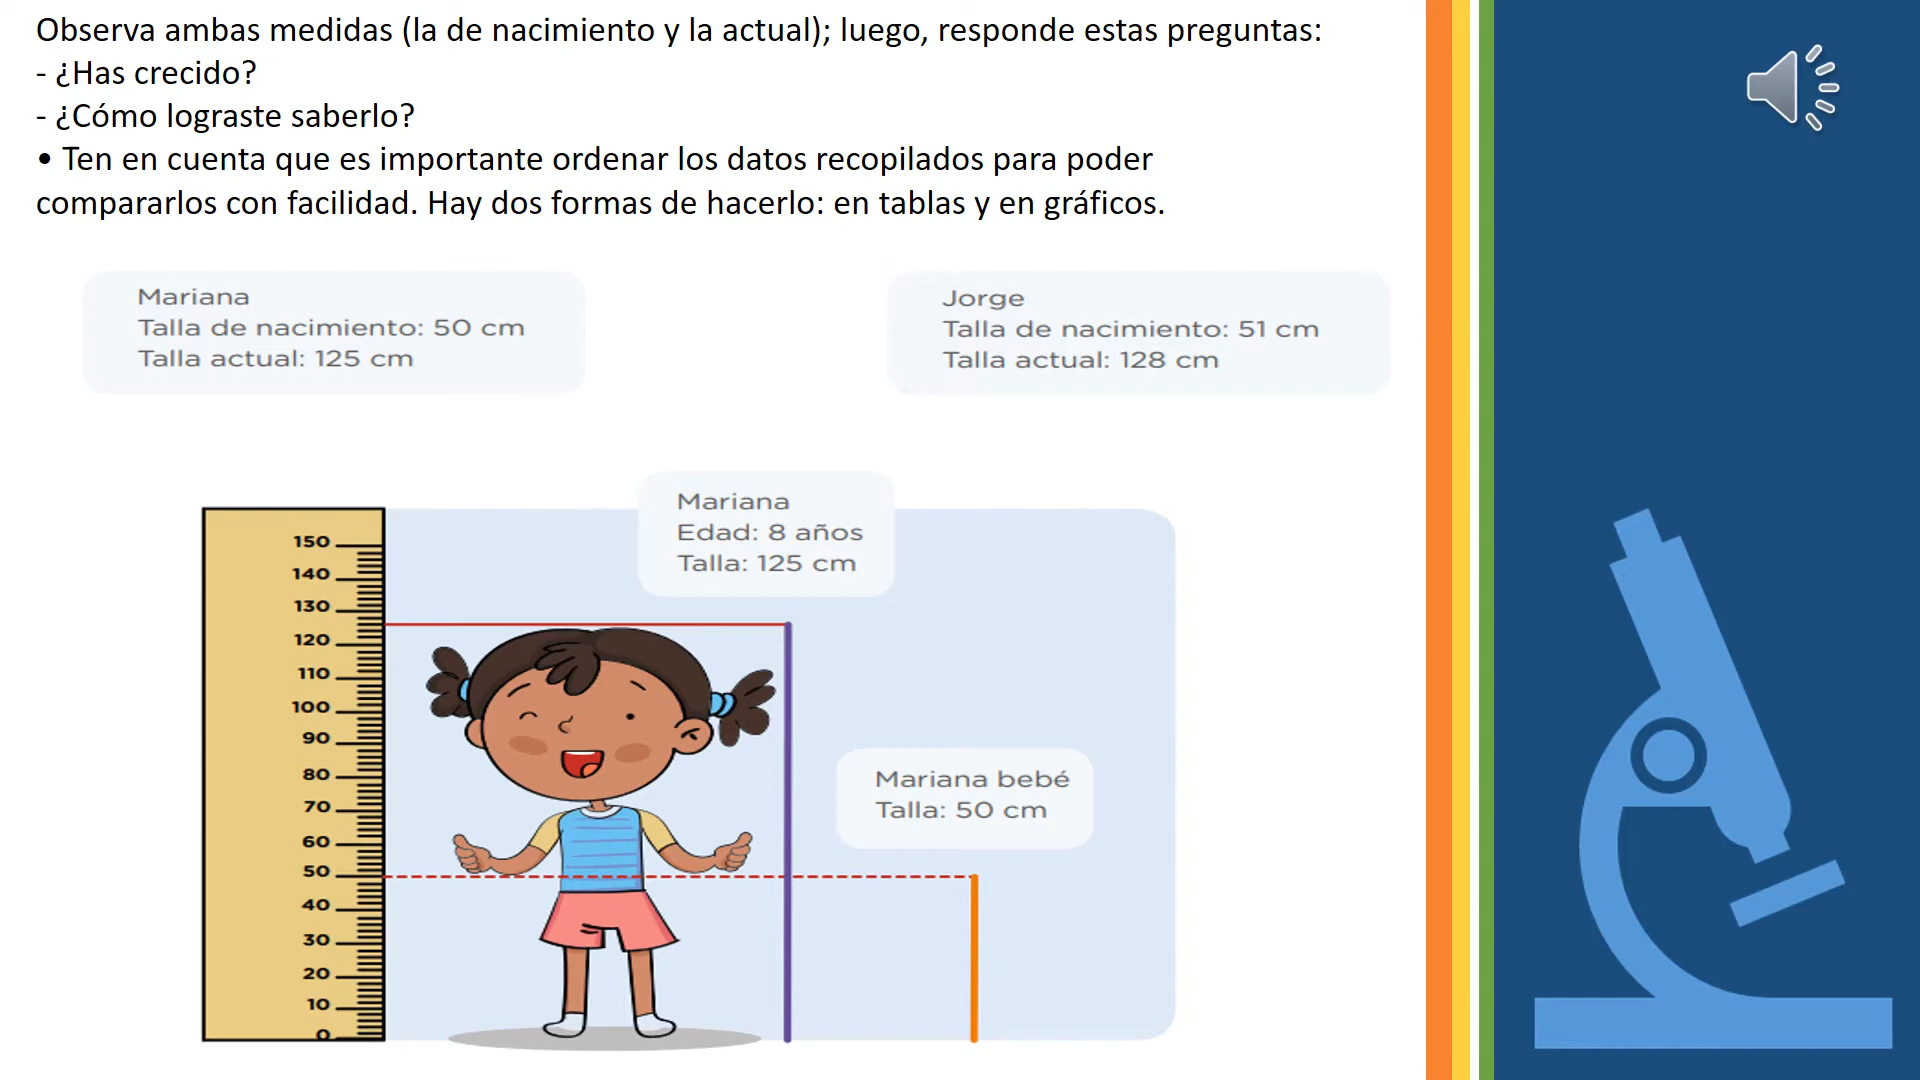 Observa ambas medidas (la de nacimiento y la actual); luego, responde estas preguntas:
- ¿Has crecido?
- ¿Cómo lograste saberlo?
• Ten en cuenta que es importante ordenar los datos recopilados para poder
compararlos con facilidad. Hay dos formas de hacerlo: en tablas y en gráficos.
Mariana
Talla de nacimiento: 50 cm
Talla actual: 125 cm
Jorge
Talla de nacimiento: 51 cm
Talla actual: 128 cm
Mariana
Edad: 8 años
Talla: 125 cm
150
140
130
120
110
100
90
80
70
60
50
40
30
20
10
0
Mariana bebé
Talla: 50 cm